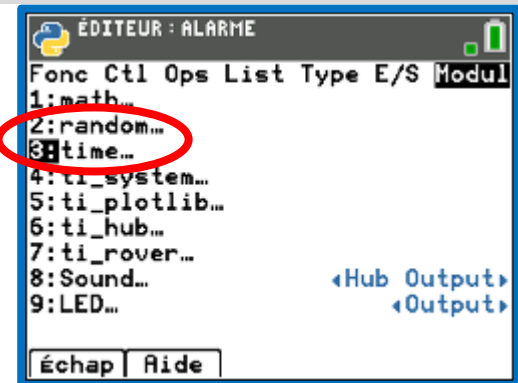 ÉDITEUR : ALARME
Fonc Ctl Ops List Type E/S Modul
1:math…
2:random…
3:time…
4:ti_system…
5:ti_plotlib…
6:ti_hub…
7:ti_rover…
8:Sound… ◂Hub Output▸
9:LED… ◂Output▸
Échap Aide